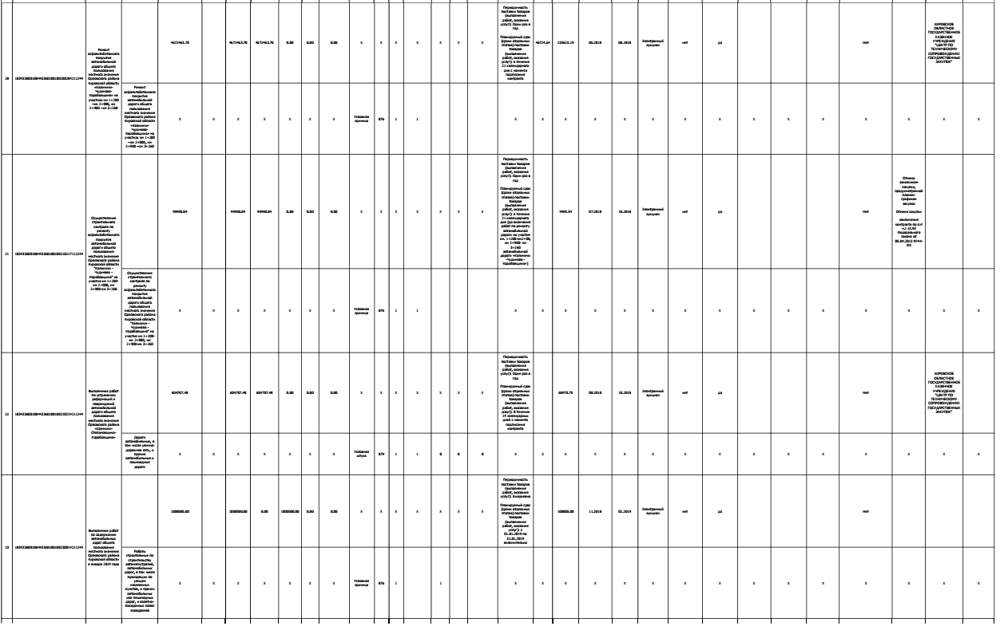 Периодичность
поставки товаров
(выполнения
работ, оказания
услуг): Один раз в
год
Планируемый срок
(сроки отдельных
этапов) поставки
товаров
(выполнения
работ, оказания
услуг): в течение
21 календарного
дня с момента
подписания
контракта
20
Ремонт
асфальтобетонного
покрытия
автомобильной
дороги общего
пользования
местного значения
Орловского района
Кировской области
«Калиничи-
Чудиново-
Коробовщина» на
участках км 1+200
–км 2+000, км
2+900 –км 3+260
4672463.70 4672463.70 4672463.70 0.00 0.00 0.00 X X X X X X 46724.64 233623.19 06.2018 08.2018 Электронный аукцион нет да Нет
КИРОВСКОЕ
ОБЛАСТНОЕ
ГОСУДАРСТВЕННОЕ
КАЗЕННОЕ
УЧРЕЖДЕНИЕ
"ЦЕНТР ПО
ТЕХНИЧЕСКОМУ
СОПРОВОЖДЕНИЮ
ГОСУДАРСТВЕННЫХ
ЗАКУПОК"
Ремонт
асфальтобетонного
покрытия
автомобильной
дороги общего
пользования
местного значения
Орловского района
Кировской области
«Калиничи-
Чудиново-
Коробовщина» на
участках км 1+200
–км 2+000, км
2+900 –км 3+260
X X X X X X X Условная единица 876 1 1 X X X X X X X X X X X X X X X
21
Осуществление
строительного
контроля по
ремонту
асфальтобетонного
покрытия
автомобильной
дороги общего
пользования
местного значения
Орловского района
Кировской области
"Калиничи -
Чудиново -
Коробовщина" на
участке км 1+200-
км 2+000, км
2+900-км 3+260
99990.84 99990.84 99990.84 0.00 0.00 0.00 X X X X X X
Периодичность
поставки товаров
(выполнения
работ, оказания
услуг): Один раз в
год
Планируемый срок
(сроки отдельных
этапов) поставки
товаров
(выполнения
работ, оказания
услуг): в течение
21 календарного
дня (до окончания
работ по ремонту
автомобильной
дороги на участке
км. 1+200-км2+00,
км 2+900- км
3+260
автомобильной
дороги «Калиничи
-Чудиново -
Коробовщина»)
4999.54 07.2018 10.2018 Электронный аукцион нет да Нет
Отмена
заказчиком
закупки,
предусмотренной
планом-
графиком
закупок
Отмена закупки
заключение
контракта по п.4
ч.1 ст.93
Федерального
закона от
05.04.2013 №44-
ФЗ
Осуществление
строительного
контроля по
ремонту
асфальтобетонного
покрытия
автомобильной
дороги общего
пользования
местного значения
Орловского района
Кировской области
"Калиничи -
Чудиново -
Коробовщина" на
участке км 1+200-
км 2+000, км
2+900-км 3+260
X X X X X X X Условная единица 876 1 1 X X X X X X X X X X X X X X X
22
Выполнение работ
по устранению
деформаций и
повреждений
автомобильной
дороги общего
пользования
местного значения
Орловского района
Степановщина-
Коробовщина»
604707.48 604707.48 604707.48 0.00 0.00 0.00 X X X X X X
Периодичность
поставки товаров
(выполнения
работ, оказания
услуг): Один раз в
год
Планируемый срок
(сроки отдельных
этапов) поставки
товаров
(выполнения
работ, оказания
услуг): В течение
14 календарных
дней с момента
подписания
контракта
60470.75 08.2018 10.2018 Электронный аукцион нет да Нет
КИРОВСКОЕ
ОБЛАСТНОЕ
ГОСУДАРСТВЕННОЕ
КАЗЕННОЕ
УЧРЕЖДЕНИЕ
"ЦЕНТР ПО
ТЕХНИЧЕСКОМУ
СОПРОВОЖДЕНИЮ
ГОСУДАРСТВЕННЫХ
ЗАКУПОК"
Дороги
автомобильные, в
том числе улично-
дорожная сеть, и
прочие
автомобильные и
пешеходные
дороги
X X X X X X X Условная штука 879 1 1 0 0 0 X X X X X X X X X X X X X X X
23
Выполнение работ
по содержанию
автомобильных
дорог общего
пользования
местного значения
Орловского района
Кировской области
в январе 2019 года
1000000.00 1000000.00 0.00 1000000.00 0.00 0.00 X X X X X X
Периодичность
поставки товаров
(выполнения
работ, оказания
услуг): Ежедневно
Планируемый срок
(сроки отдельных
этапов) поставки
товаров
(выполнения
работ, оказания
услуг): с
01.01.2019 по
31.01.2019
включительно
100000.00 11.2018 02.2019 Электронный аукцион нет да Нет
Работы
строительные по
строительству
автомагистралей,
автомобильных
дорог, в том числе
проходящих по
улицам
населенных
пунктов, и прочих
автомобильных
или пешеходных
дорог, и взлетно-
посадочных полос
аэродромов
X X X X X X X Условная единица 876 1 1 X X X X X X X X X X X X X X X